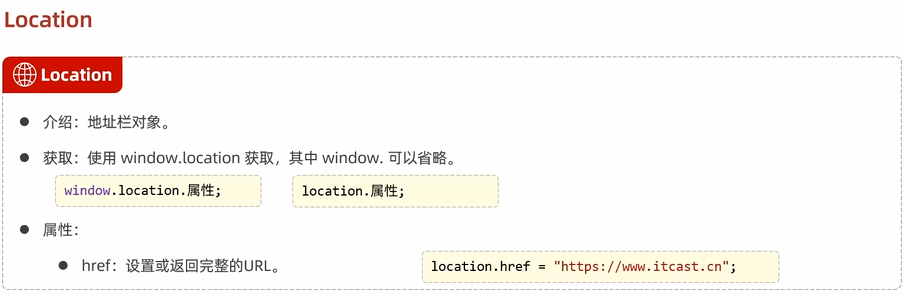 Location
Location
● 介绍：地址栏对象。
● 获取：使用 window.location 获取，其中 window. 可以省略。
window.location.属性;
location.属性;
● 属性：
● href：设置或返回完整的URL。
location.href = "https://www.itcast.cn";